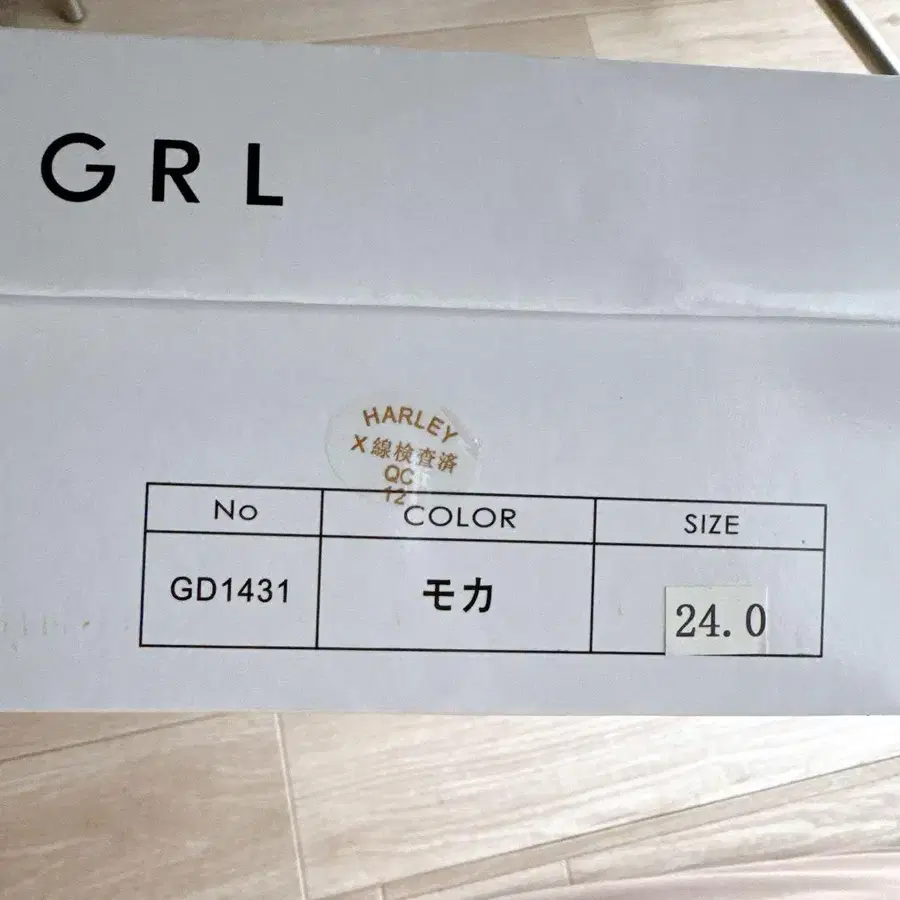 GRL
HARLEY
X線検査済
QC
12
No COLOR SIZE
GD1431 モカ 24.0